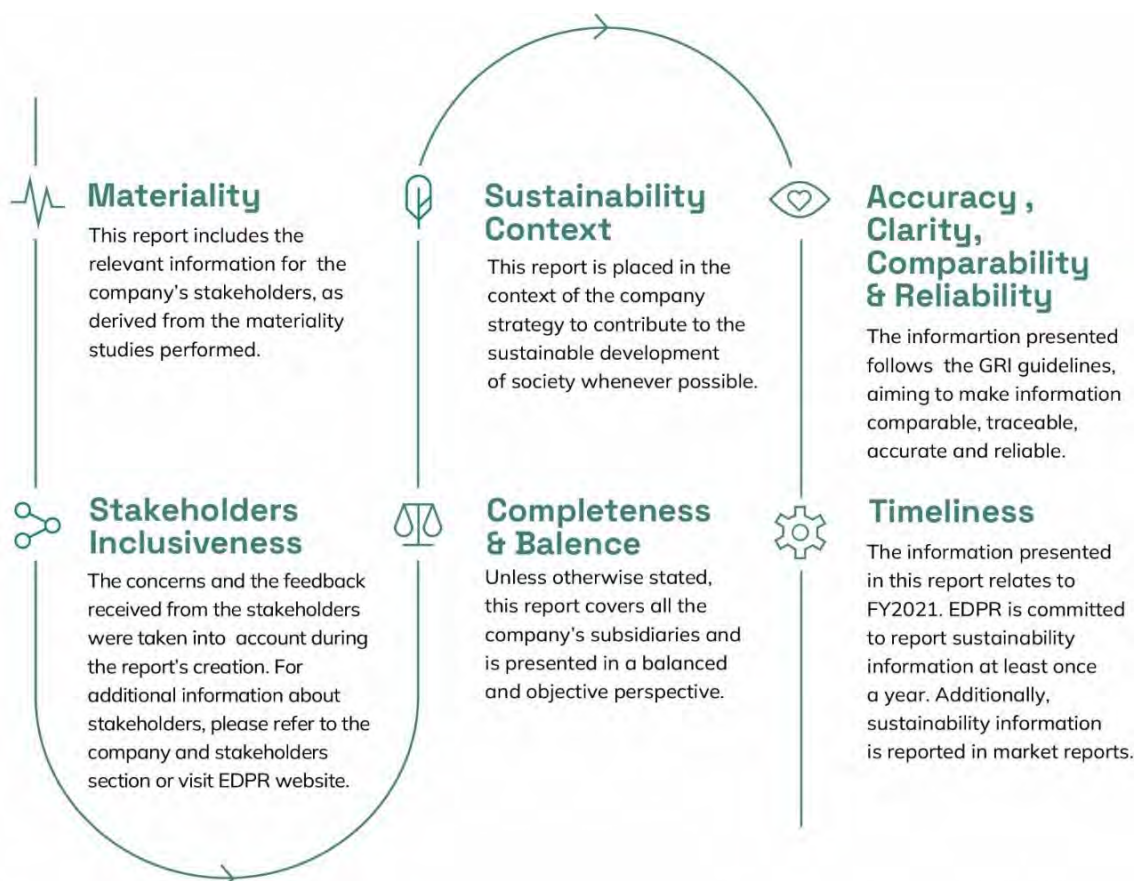 Materiality
This report includes the
relevant information for the
company's stakeholders, as
derived from the materiality
studies performed.
Stakeholders
Inclusiveness
The concerns and the feedback
received from the stakeholders
were taken into account during
the report's creation. For
additional information about
stakeholders, please refer to the
company and stakeholders
section or visit EDPR website.
Sustainability
Context
This report is placed in the
context of the company
strategy to contribute to the
sustainable development
of society whenever possible.
Completeness
& Balence
Unless otherwise stated,
this report covers all the
company's subsidiaries and
is presented in a balanced
and objective perspective.
Accuracy ,
Clarity,
Comparability
& Reliability
The informartion presented
follows the GRI guidelines,
aiming to make information
comparable, traceable,
accurate and reliable.
Timeliness
The information presented
in this report relates to
FY2021. EDPR is committed
to report sustainability
information at least once
a year. Additionally,
sustainability information
is reported in market reports.